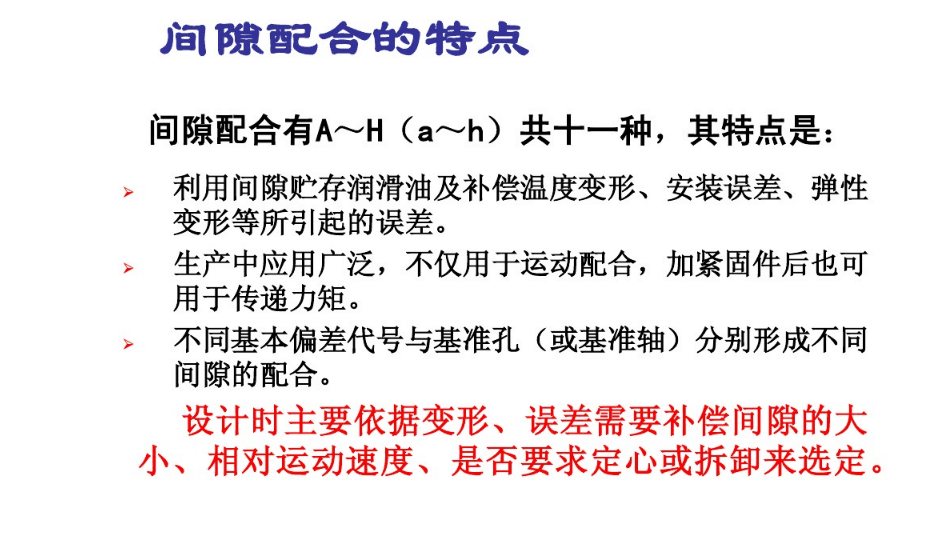 间隙配合的特点
间隙配合有A～H（a～h）共十一种，其特点是：
利用间隙贮存润滑油及补偿温度变形、安装误差、弹性
变形等所引起的误差。
生产中应用广泛，不仅用于运动配合，加紧固件后也可
用于传递力矩。
不同基本偏差代号与基准孔（或基准轴）分别形成不同
间隙的配合。
设计时主要依据变形、误差需要补偿间隙的大
小、相对运动速度、是否要求定心或拆卸来选定。